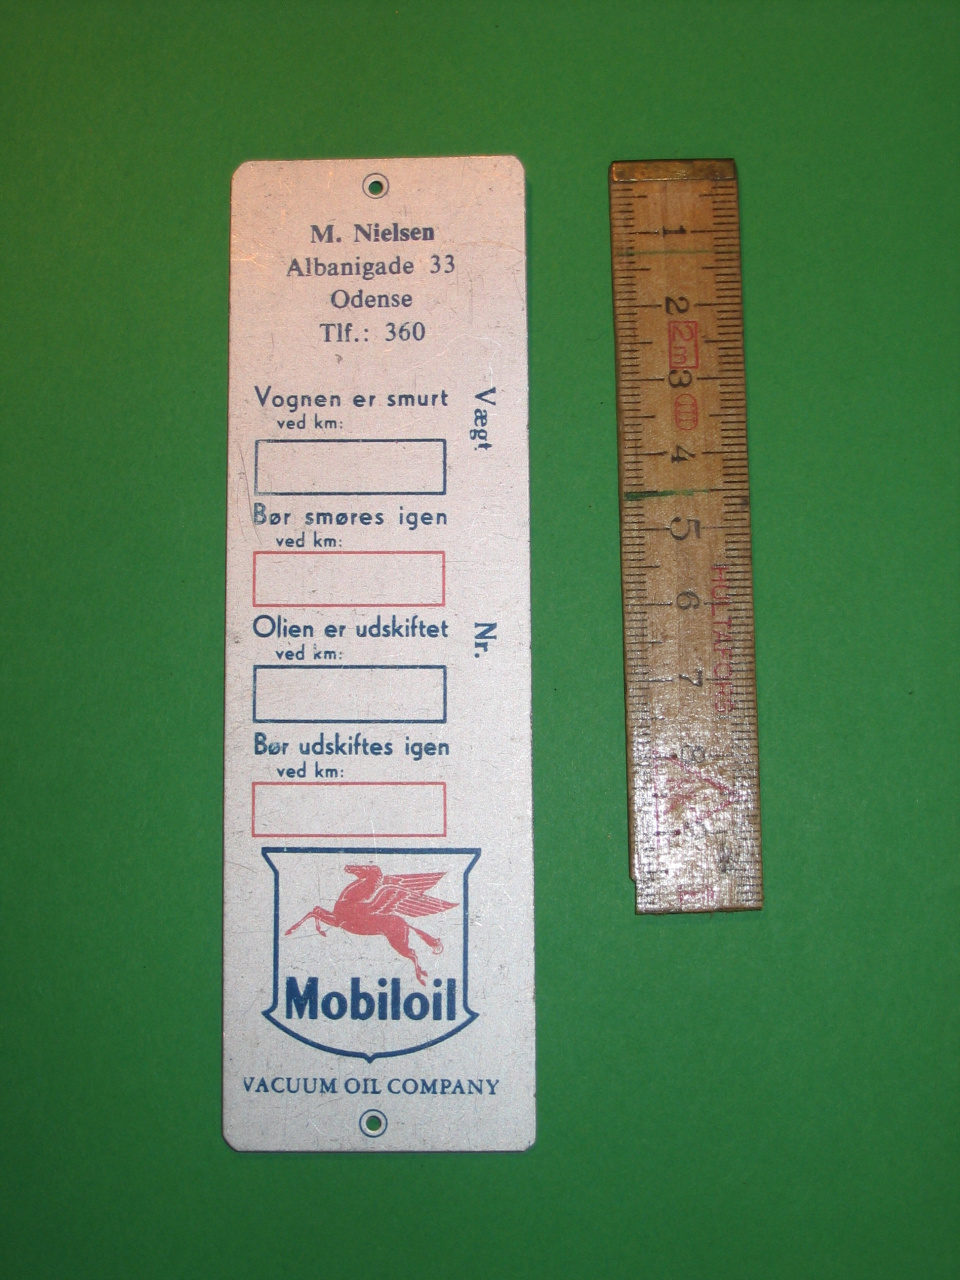 M. Nielsen
Albanigade 33
Odense
Tlf.: 360
Vognen er smurt
ved km:
Vægt
Bør smøres igen
ved km:
Olien er udskiftet
ved km:
Nr.
Bør udskiftes igen
ved km:
Mobiloil
VACUUM OIL COMPANY
1
2
2m
3
4
5
6
7
8
HULTAFORS